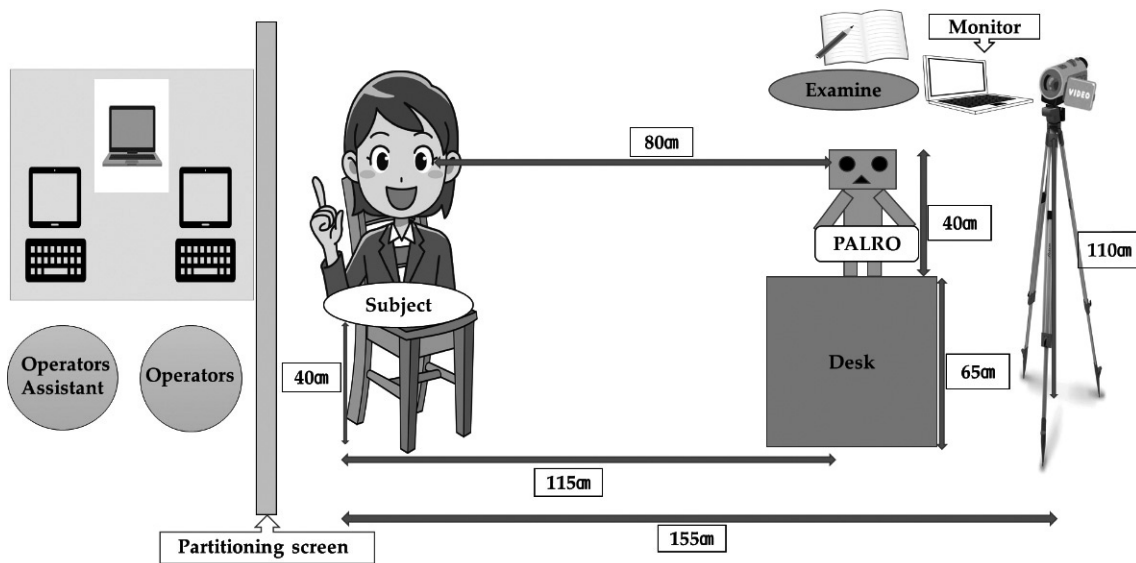 Monitor
Examine
VIDEO
80㎝
PALRO
40㎝
110㎝
Subject
Operators
Assistant
Operators
40㎝
Desk
65㎝
115㎝
155㎝
Partitioning screen